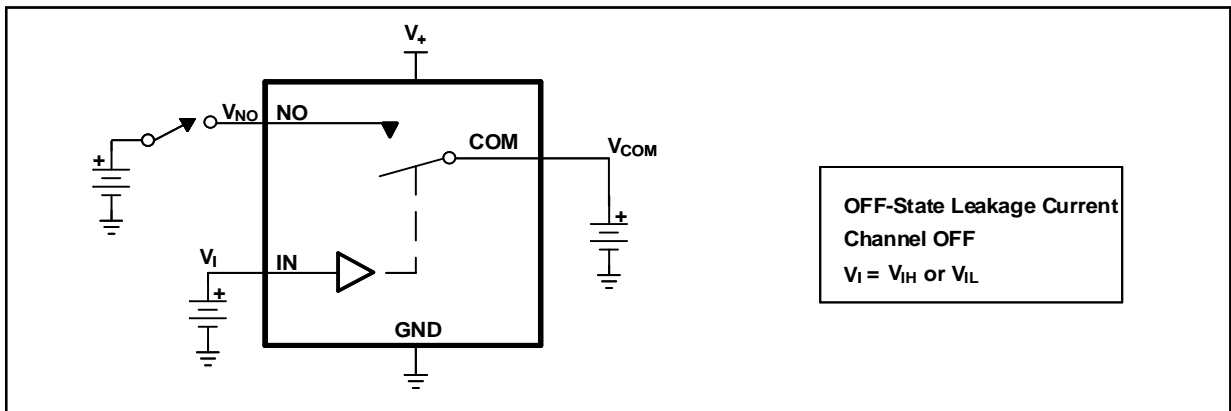 V+
VNO NO
+
COM VCOM
+
VI IN
+
GND
OFF-State Leakage Current
Channel OFF
VI = VIH or VIL